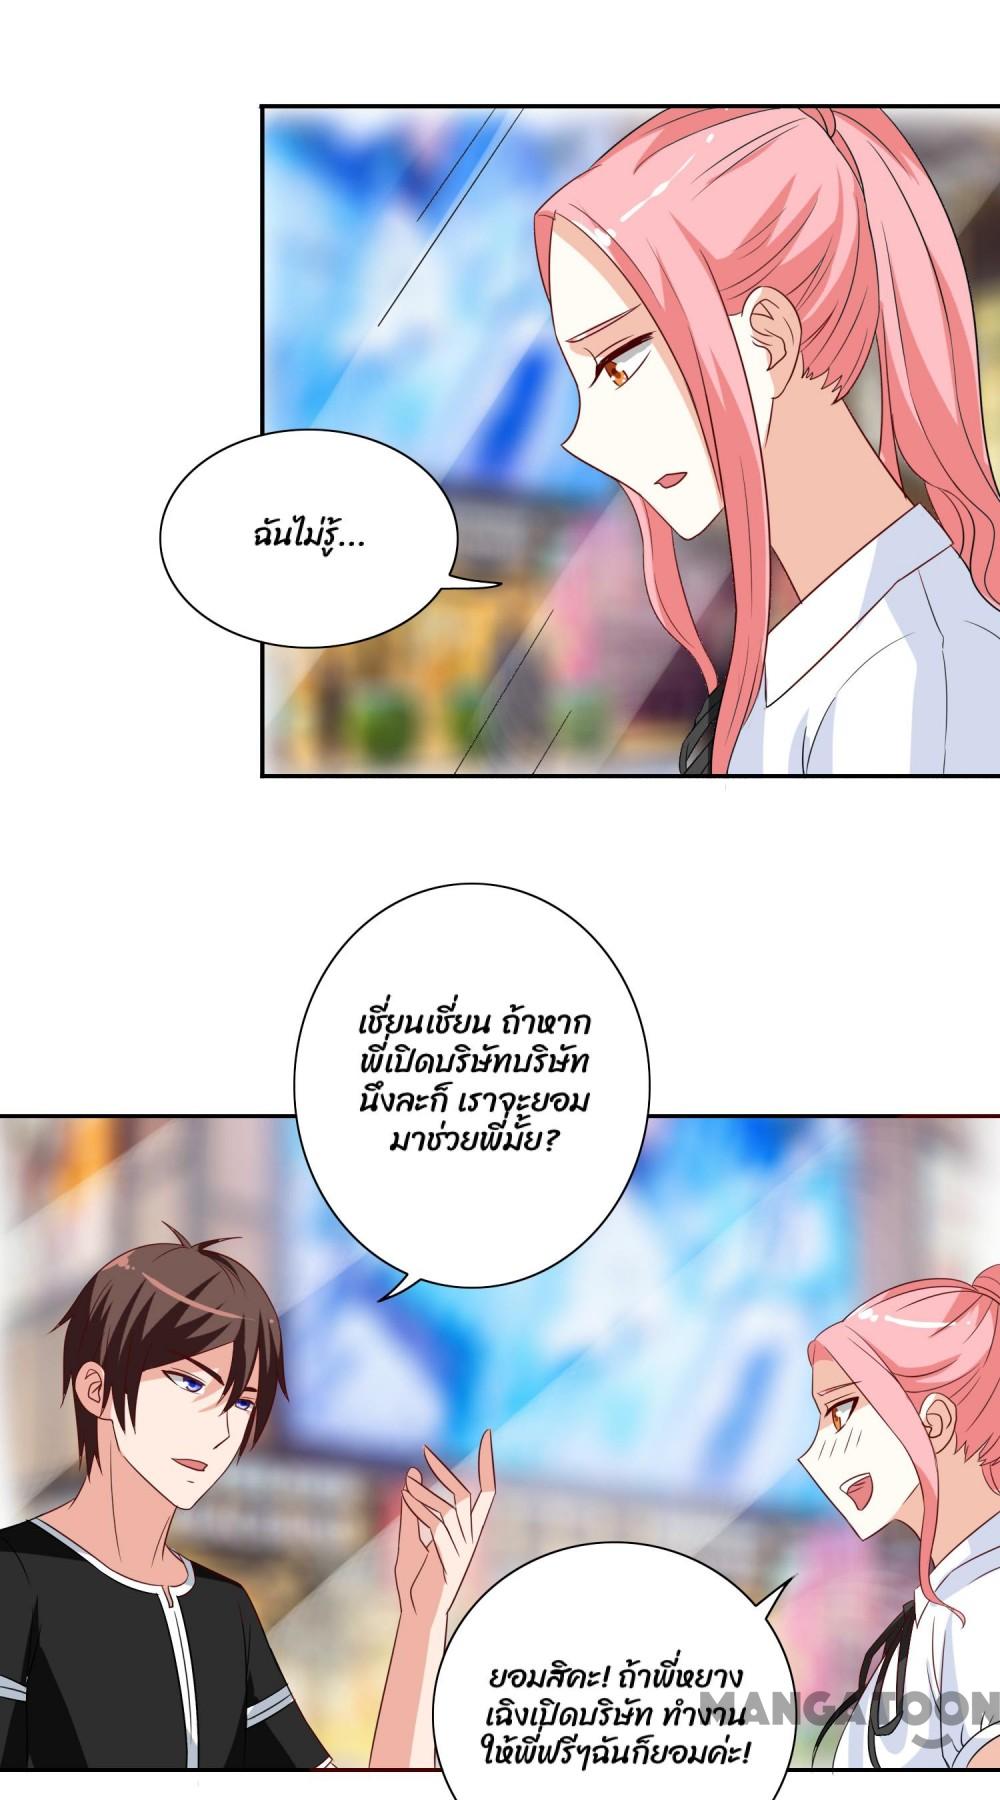 ฉันไม่รู้...
เชี่ยนเชี่ยน ถ้าหาก
พี่เปิดบริษัทบริษัท
นึงละก็ เราจะยอม
มาช่วยพี่มั้ย?
ยอมสิคะ! ถ้าพี่หยาง
เฉิงเปิดบริษัท ทำงาน
ให้พี่ฟรีๆฉันก็ยอมค่ะ!
MANGATOON